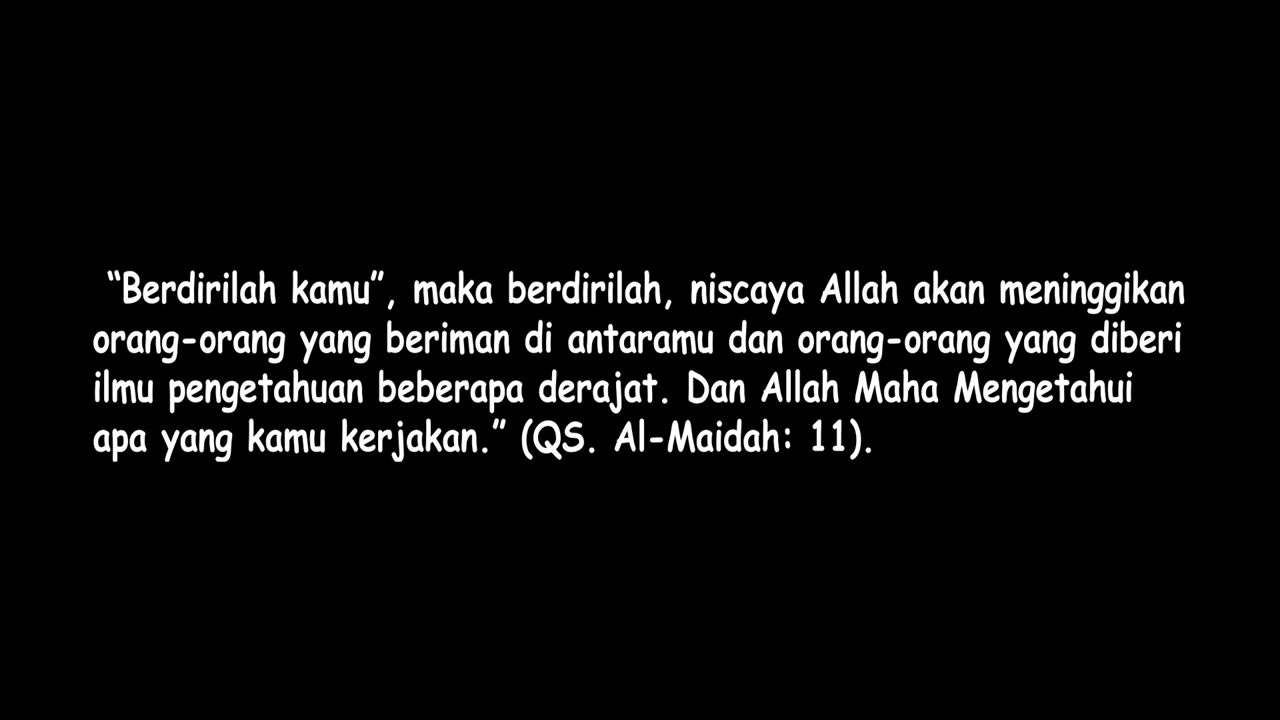 “Berdirilah kamu”, maka berdirilah, niscaya Allah akan meninggikan
orang-orang yang beriman di antaramu dan orang-orang yang diberi
ilmu pengetahuan beberapa derajat. Dan Allah Maha Mengetahui
apa yang kamu kerjakan.” (QS. Al-Maidah: 11).